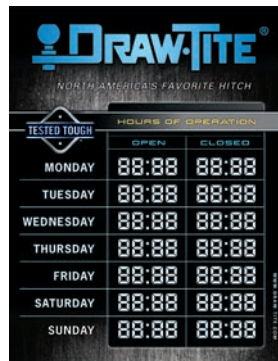 DRAW·TITE
NORTH AMERICA'S FAVORITE HITCH
TESTED TOUGH
HOURS OF OPERATION
OPEN CLOSED
MONDAY 88:88 88:88
TUESDAY 88:88 88:88
WEDNESDAY 88:88 88:88
THURSDAY 88:88 88:88
FRIDAY 88:88 88:88
SATURDAY 88:88 88:88
SUNDAY 88:88 88:88
WWW.DRAW-TITE.COM